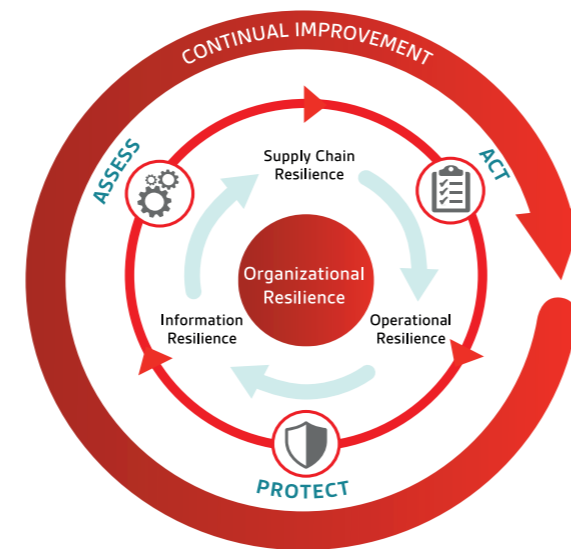 CONTINUAL IMPROVEMENT
ASSESS
ACT
Supply Chain
Resilience
Organizational
Resilience
Information
Resilience
Operational
Resilience
PROTECT